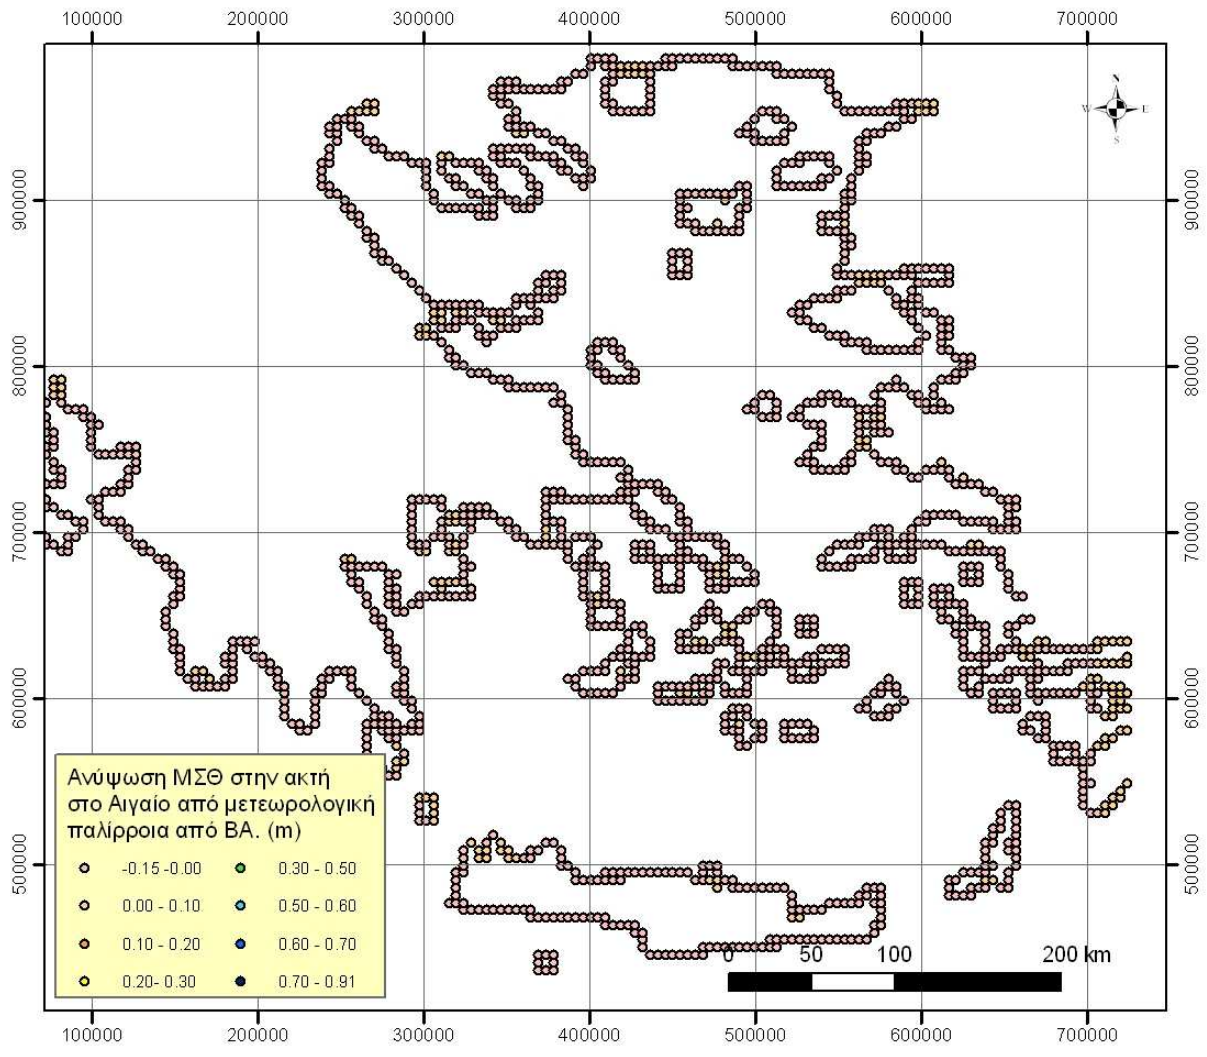 100000 200000 300000 400000 500000 600000 700000
N
W E
S
900000 900000
800000 800000
700000 700000
600000 600000
500000 500000
Ανύψωση ΜΣΘ στην ακτή
στο Αιγαίο από μετεωρολογική
παλίρροια από ΒΑ. (m)
-0.15 -0.00 0.30 - 0.50
0.00 - 0.10 0.50 - 0.60
0.10 - 0.20 0.60 - 0.70
0.20- 0.30 0.70 - 0.91
0 50 100 200 km
100000 200000 300000 400000 500000 600000 700000